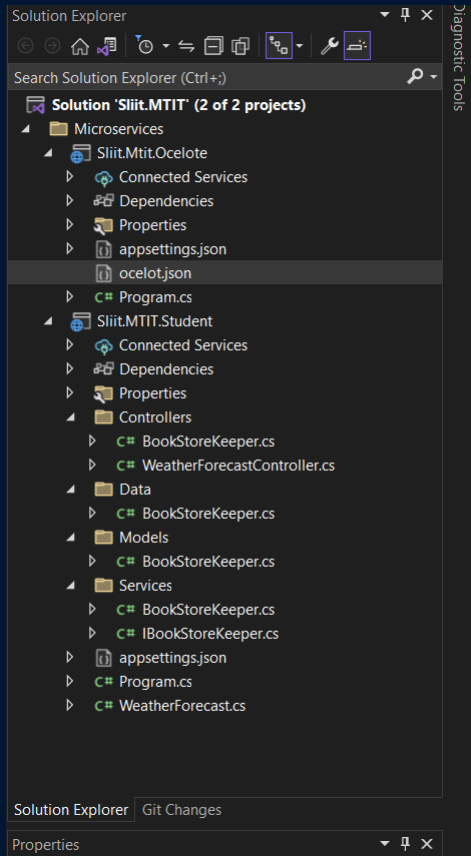 Solution Explorer
Search Solution Explorer (Ctrl+;)
Solution 'Sliit.MTIT' (2 of 2 projects)
Microservices
Sliit.Mtit.Ocelote
Connected Services
Dependencies
Properties
appsettings.json
ocelot.json
C# Program.cs
Sliit.MTIT.Student
Connected Services
Dependencies
Properties
Controllers
C# BookStoreKeeper.cs
C# WeatherForecastController.cs
Data
C# BookStoreKeeper.cs
Models
C# BookStoreKeeper.cs
Services
C# BookStoreKeeper.cs
C# IBookStoreKeeper.cs
appsettings.json
C# Program.cs
C# WeatherForecast.cs
Solution Explorer Git Changes
Properties
Diagnostic Tools